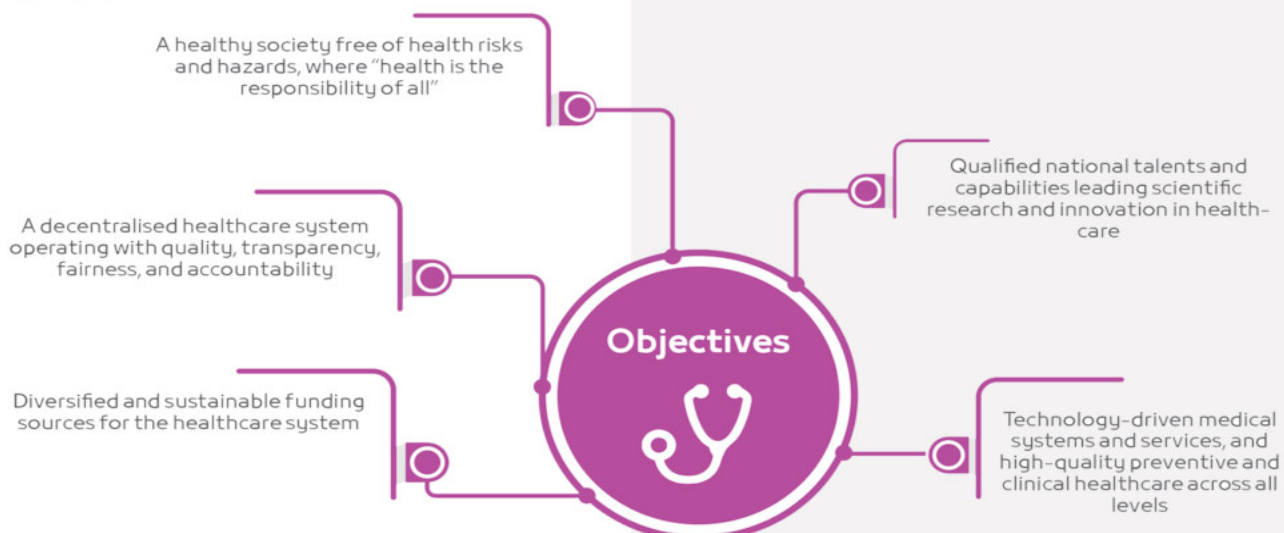 A healthy society free of health risks
and hazards, where “health is the
responsibility of all”
A decentralised healthcare system
operating with quality, transparency,
fairness, and accountability
Diversified and sustainable funding
sources for the healthcare system
Objectives
Qualified national talents and
capabilities leading scientific
research and innovation in health-
care
Technology-driven medical
systems and services, and
high-quality preventive and
clinical healthcare across all
levels